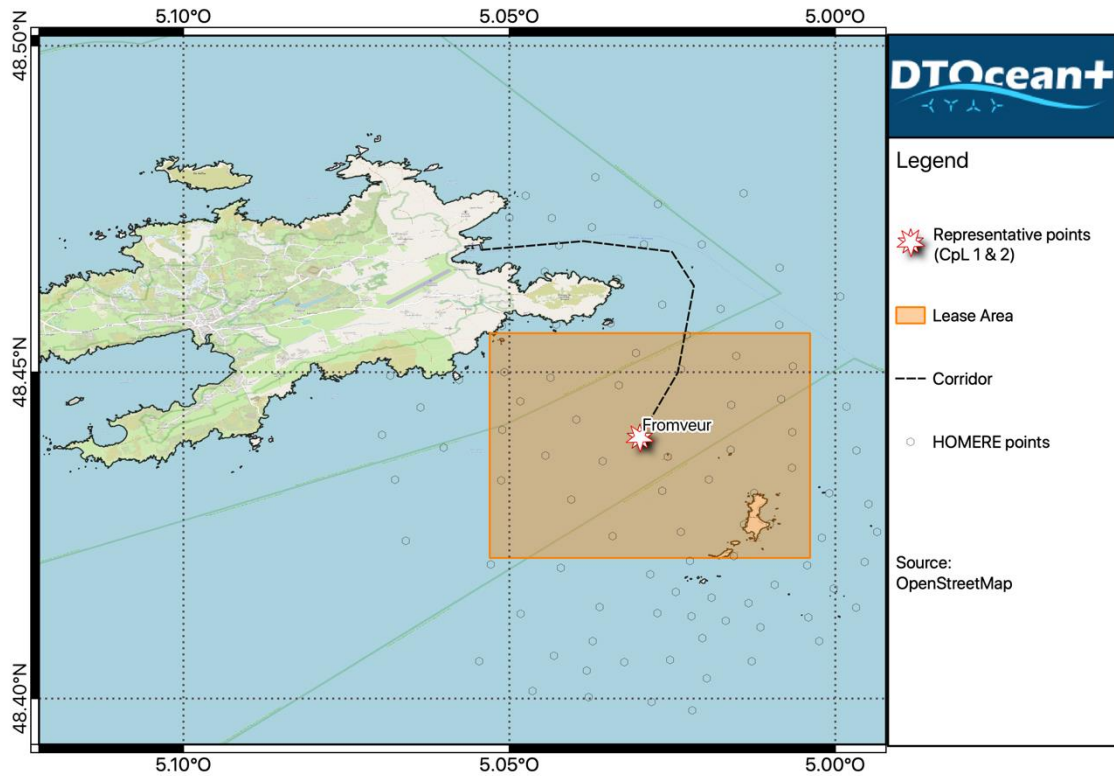 5.10°O
5.05°O
5.00°O
48.50°N
48.45°N
48.40°N
Fromveur
5.10°O
5.05°O
5.00°O
DTOcean+
Legend
Representative points
(CpL 1 & 2)
Lease Area
Corridor
HOMERE points
Source:
OpenStreetMap